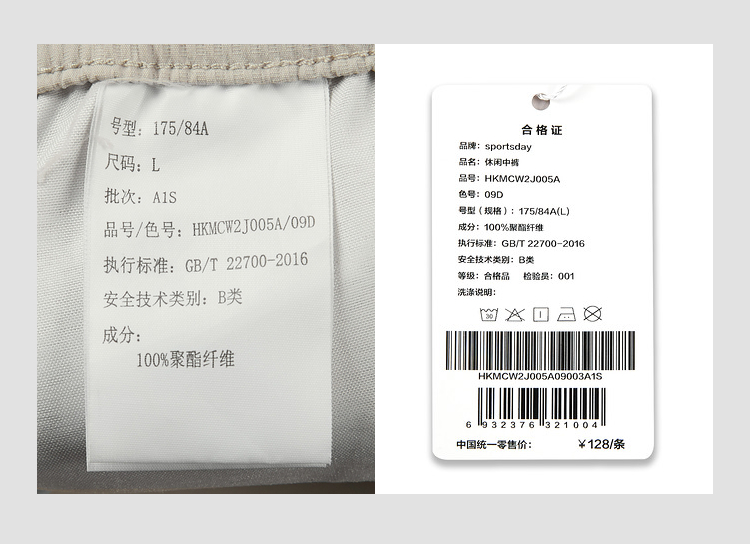 号型：175/84A
尺码：L
批次：A1S
品号/色号：HKMCW2J005A/09D
执行标准：GB/T 22700-2016
安全技术类别：B类
成分：
100%聚酯纤维
合格证
品牌：sportsday
品名：休闲中裤
品号：HKMCW2J005A
色号：09D
号型（规格）：175/84A(L)
成分：100%聚酯纤维
执行标准：GB/T 22700-2016
安全技术类别：B类
等级：合格品 检验员：001
洗涤说明：
30
HKMCW2J005A09003A1S
6 932376 321004
中国统一零售价： ￥128/条